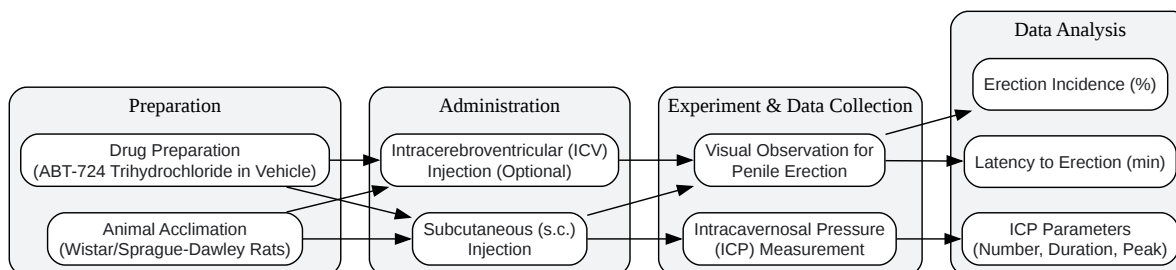 Preparation
Drug Preparation
(ABT-724 Trihydrochloride in Vehicle)
Animal Acclimation
(Wistar/Sprague-Dawley Rats)
Administration
Intracerebroventricular (ICV)
Injection (Optional)
Subcutaneous (s.c.)
Injection
Experiment & Data Collection
Visual Observation for
Penile Erection
Intracavernosal Pressure
(ICP) Measurement
Data Analysis
Erection Incidence (%)
Latency to Erection (min)
ICP Parameters
(Number, Duration, Peak)